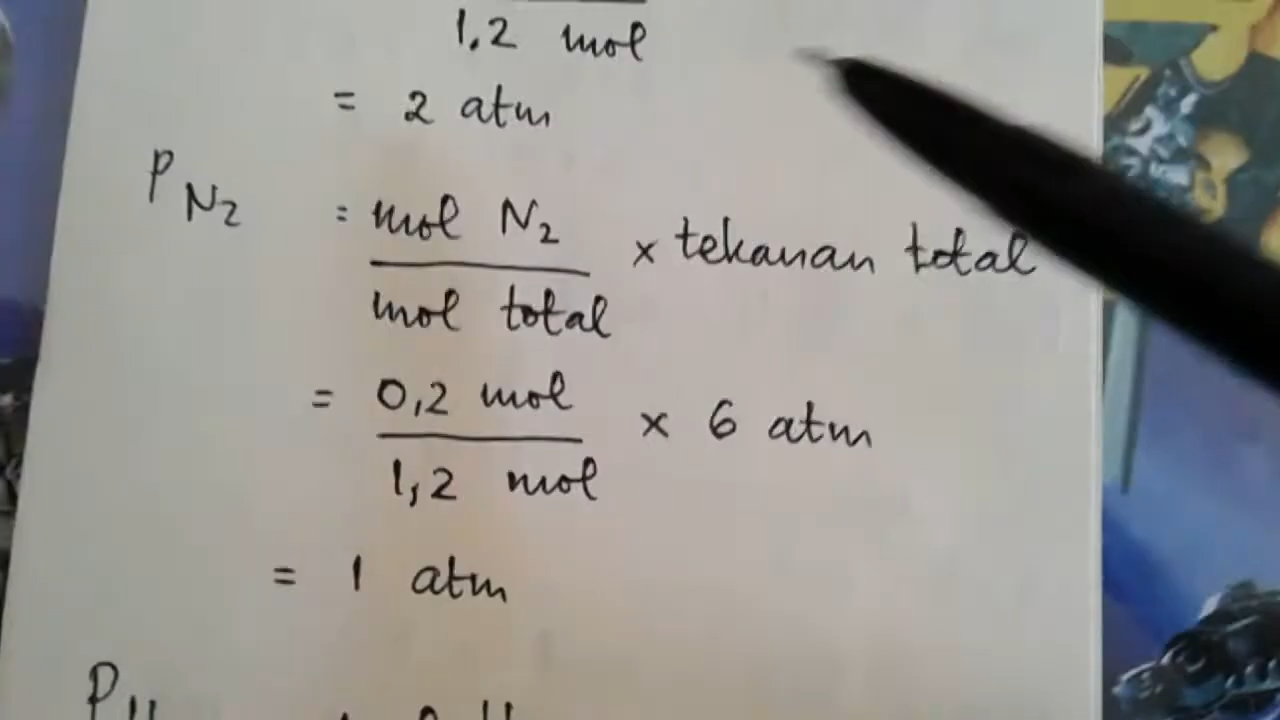 1,2 mol
= 2 atm
P N₂ = mol N₂ / mol total × tekanan total
= 0,2 mol / 1,2 mol × 6 atm
= 1 atm
P